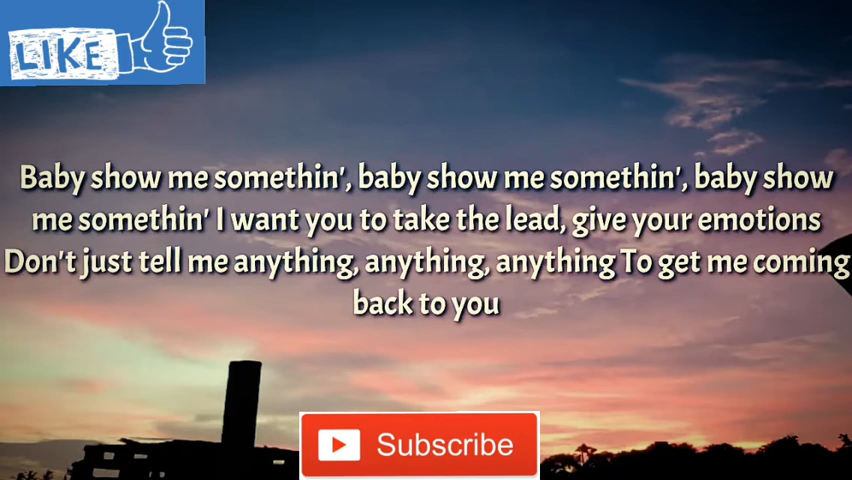 LIKE
Baby show me somethin', baby show me somethin', baby show
me somethin' I want you to take the lead, give your emotions
Don't just tell me anything, anything, anything To get me coming
back to you
Subscribe